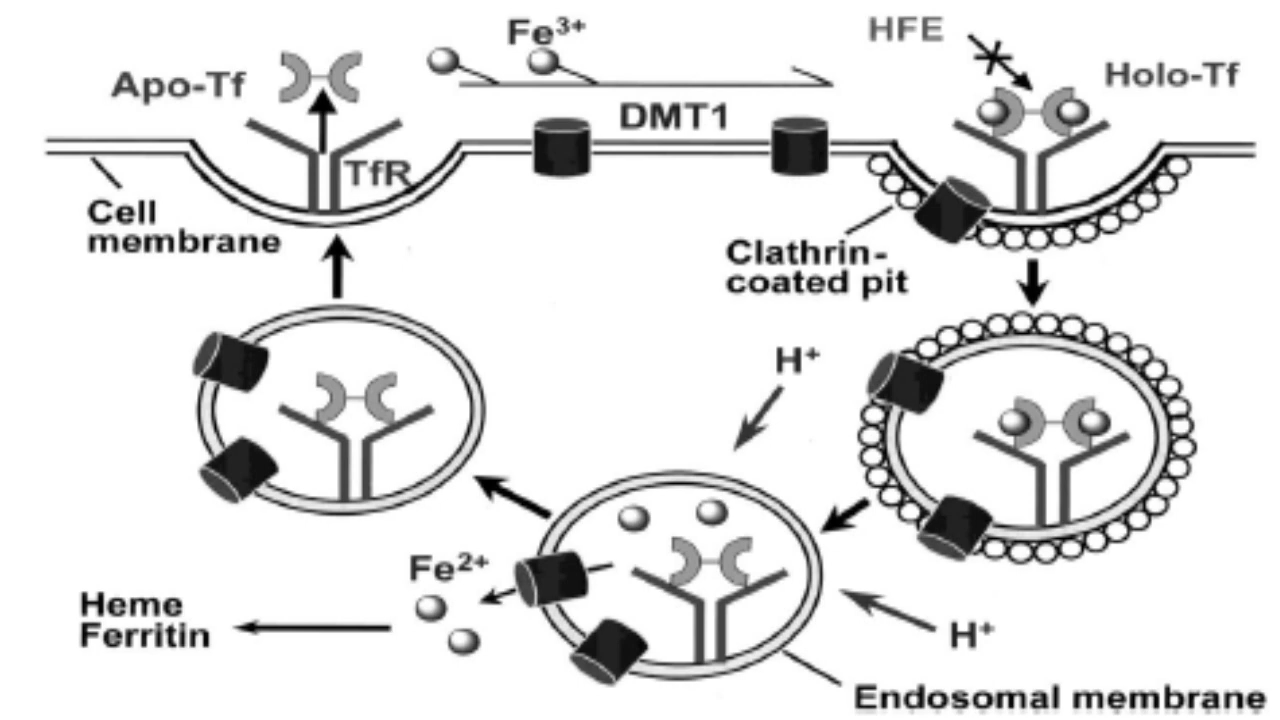 Fe³⁺
HFE
Apo-Tf
Holo-Tf
DMT1
TfR
Cell
membrane
Clathrin-
coated pit
H⁺
Fe²⁺
Heme
Ferritin
H⁺
Endosomal membrane